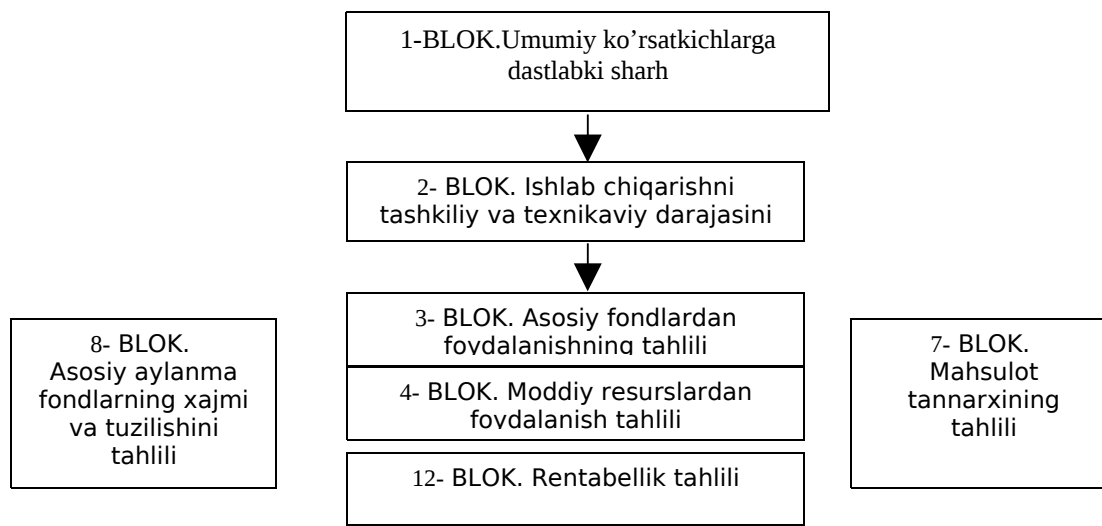 1-BLOK.Umumiy ko’rsatkichlarga
dastlabki sharh
2- BLOK. Ishlab chiqarishni
tashkiliy va texnikaviy darajasini
3- BLOK. Asosiy fondlardan
foydalanishning tahlili
4- BLOK. Moddiy resurslardan
foydalanish tahlili
12- BLOK. Rentabellik tahlili
8- BLOK.
Asosiy aylanma
fondlarning xajmi
va tuzilishini
tahlili
7- BLOK.
Mahsulot
tannarxining
tahlili